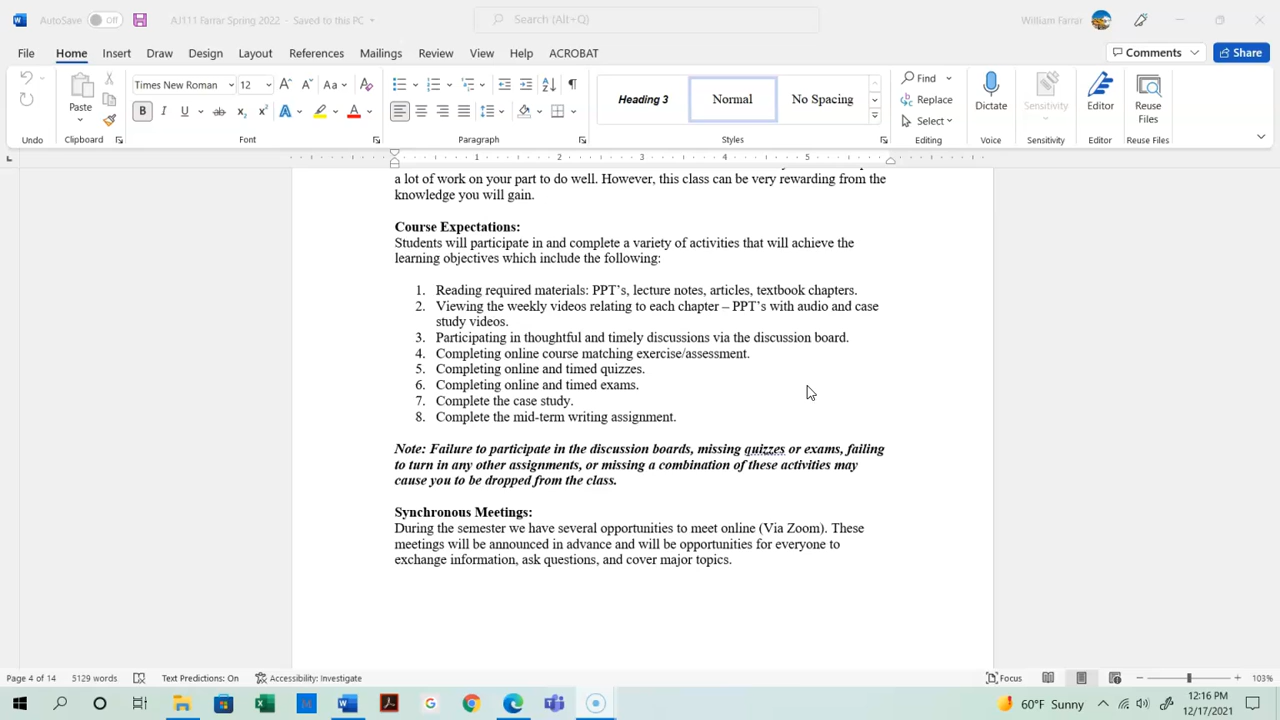 AutoSave Off AJ111 Farrar Spring 2022 - Saved to this PC Search (Alt+Q) William Farrar
File Home Insert Draw Design Layout References Mailings Review View Help ACROBAT Comments Share
Times New Roman 12 Aa Heading 3 Normal No Spacing Find Replace Select
Paste Dictate Sensitivity Editor Reuse Files
Undo Clipboard Font Paragraph Styles Editing Voice Sensitivity Editor Reuse Files
1 2 3 4 5
a lot of work on your part to do well. However, this class can be very rewarding from the
knowledge you will gain.
Course Expectations:
Students will participate in and complete a variety of activities that will achieve the
learning objectives which include the following:
1. Reading required materials: PPT's, lecture notes, articles, textbook chapters.
2. Viewing the weekly videos relating to each chapter – PPT's with audio and case
study videos.
3. Participating in thoughtful and timely discussions via the discussion board.
4. Completing online course matching exercise/assessment.
5. Completing online and timed quizzes.
6. Completing online and timed exams.
7. Complete the case study.
8. Complete the mid-term writing assignment.
Note: Failure to participate in the discussion boards, missing quizzes or exams, failing
to turn in any other assignments, or missing a combination of these activities may
cause you to be dropped from the class.
Synchronous Meetings:
During the semester we have several opportunities to meet online (Via Zoom). These
meetings will be announced in advance and will be opportunities for everyone to
exchange information, ask questions, and cover major topics.
Page 4 of 14 5129 words Text Predictions: On Accessibility: Investigate Focus 103%
60°F Sunny 12:16 PM
12/17/2021